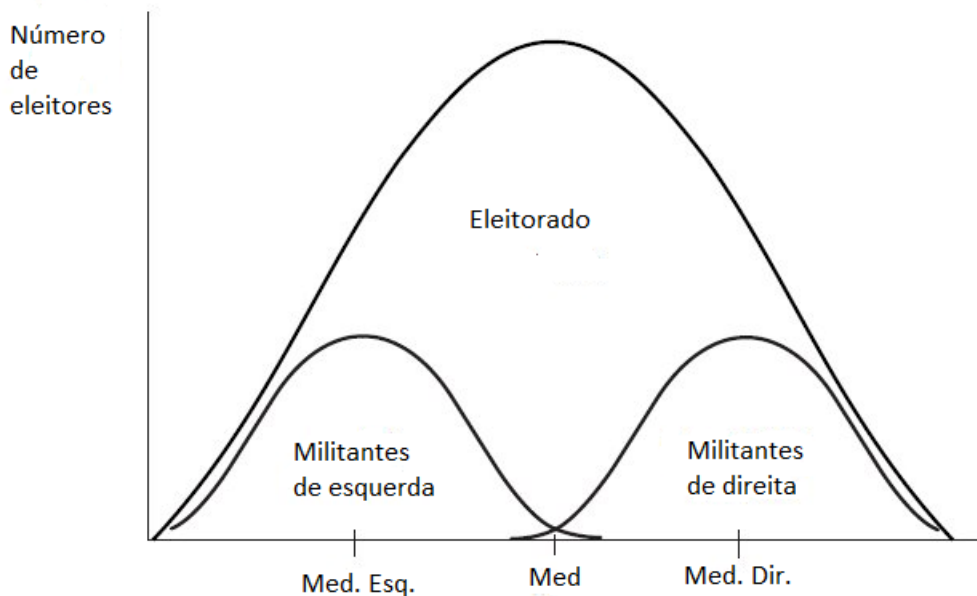 Número
de
eleitores
Eleitorado
Militantes
de esquerda
Militantes
de direita
Med. Esq.
Med
Med. Dir.